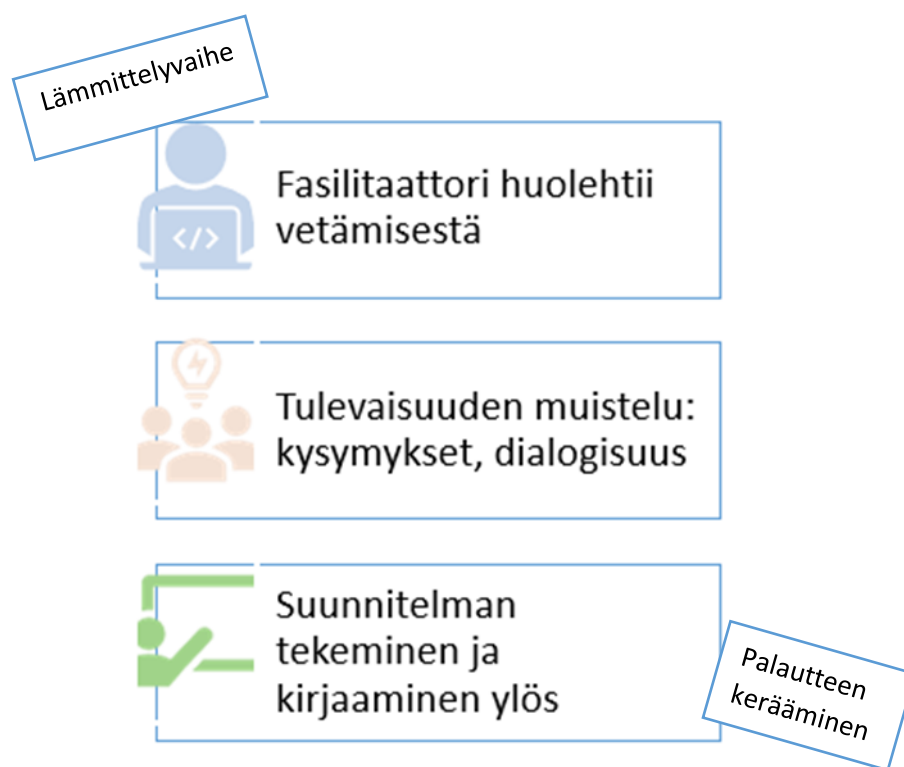 Lämmittelyvaihe
Fasilitaattori huolehtii
vetämisestä
</>
Tulevaisuuden muistelu:
kysymykset, dialogisuus
Suunnitelman
tekeminen ja
kirjaaminen ylös
Palautteen
kerääminen